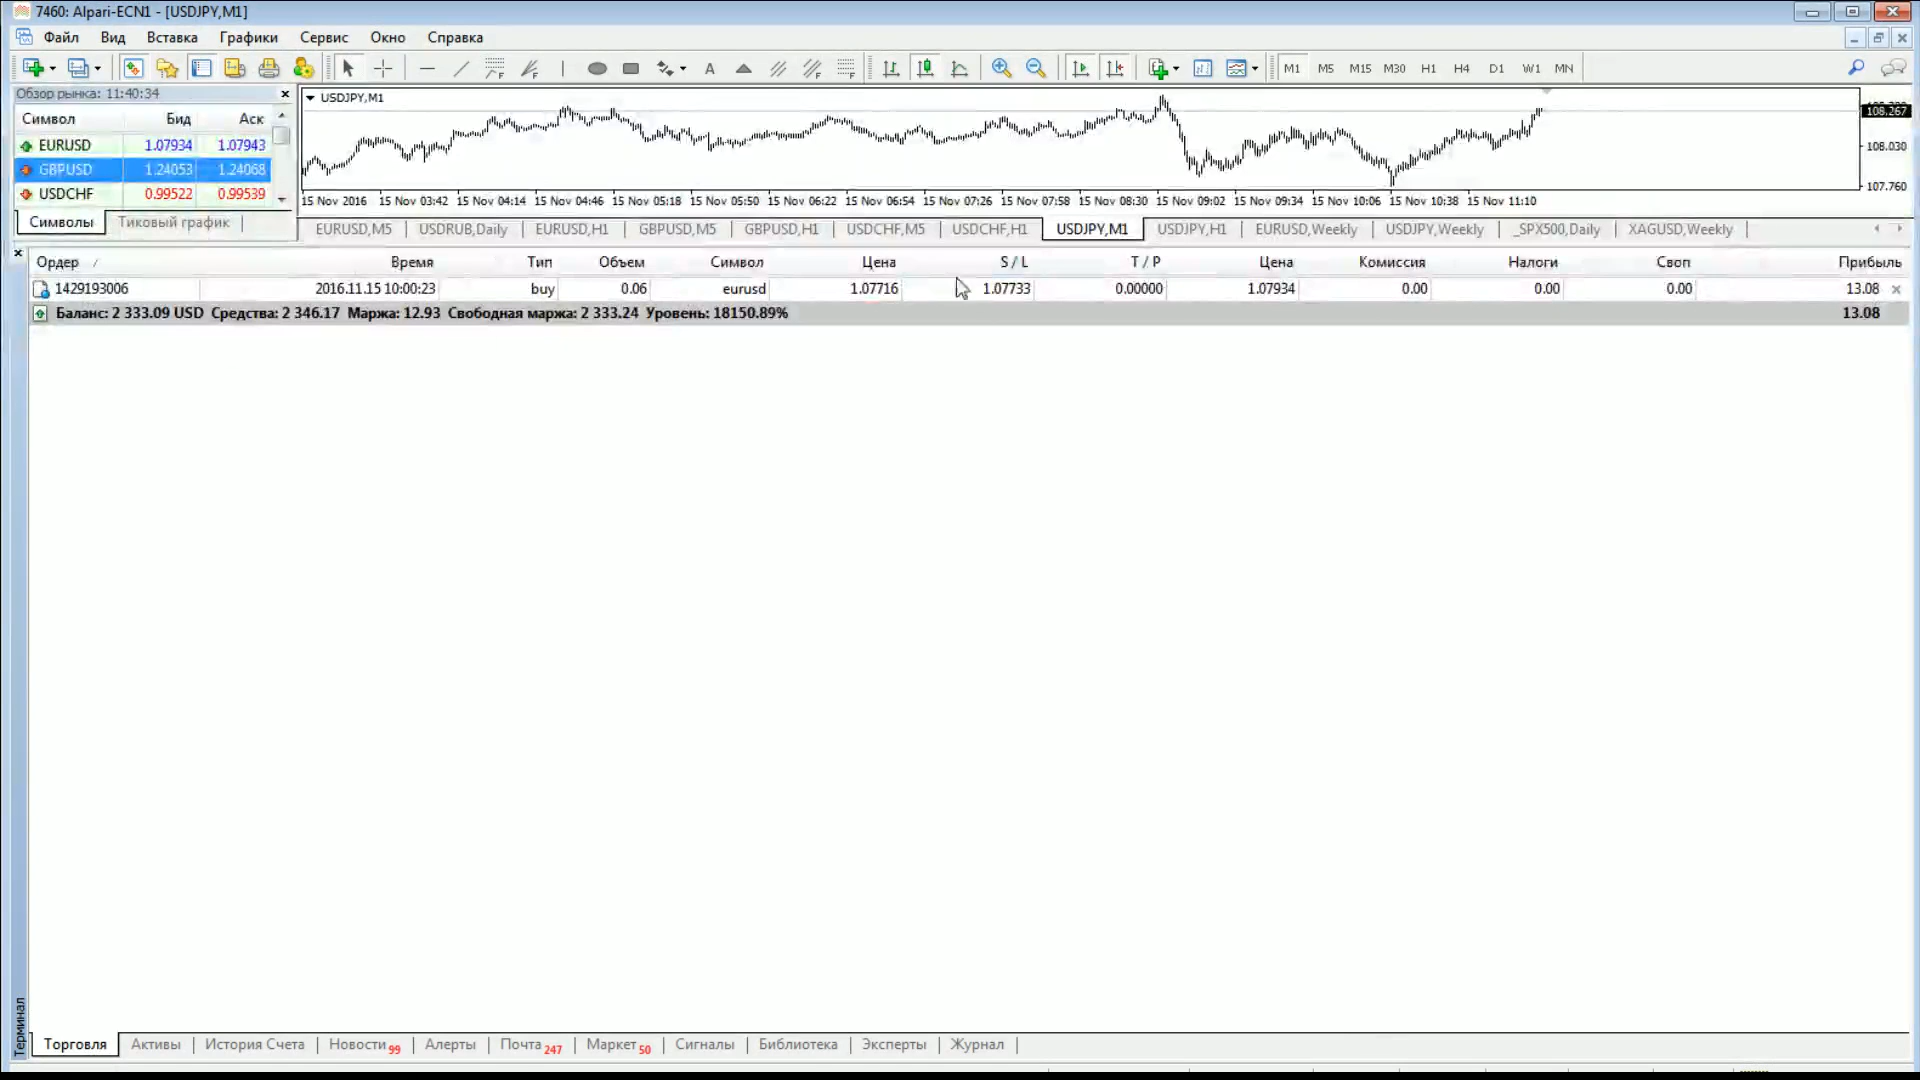 7460: Alpari-ECN1 - [USDJPY,M1]
Файл Вид Вставка Графики Сервис Окно Справка
M1 M5 M15 M30 H1 H4 D1 W1 MN
Обзор рынка: 11:40:34
Символ Бид Аск
EURUSD 1.07934 1.07943
GBPUSD 1.24053 1.24068
USDCHF 0.99522 0.99539
Символы Тиковый график
USDJPY,M1
108.267
108.030
107.760
15 Nov 2016 15 Nov 03:42 15 Nov 04:14 15 Nov 04:46 15 Nov 05:18 15 Nov 05:50 15 Nov 06:22 15 Nov 06:54 15 Nov 07:26 15 Nov 07:58 15 Nov 08:30 15 Nov 09:02 15 Nov 09:34 15 Nov 10:06 15 Nov 10:38 15 Nov 11:10
EURUSD,M5 USDRUB,Daily EURUSD,H1 GBPUSD,M5 GBPUSD,H1 USDCHF,M5 USDCHF,H1 USDJPY,M1 USDJPY,H1 EURUSD,Weekly USDJPY,Weekly _SPX500,Daily XAGUSD,Weekly
Ордер / Время Тип Объем Символ Цена S / L T / P Цена Комиссия Налоги Своп Прибыль
1429193006 2016.11.15 10:00:23 buy 0.06 eurusd 1.07716 1.07733 0.00000 1.07934 0.00 0.00 0.00 13.08
Баланс: 2 333.09 USD Средства: 2 346.17 Маржа: 12.93 Свободная маржа: 2 333.24 Уровень: 18150.89% 13.08
Терминал
Торговля Активы История Счета Новости 99 Алерты Почта 247 Маркет 50 Сигналы Библиотека Эксперты Журнал